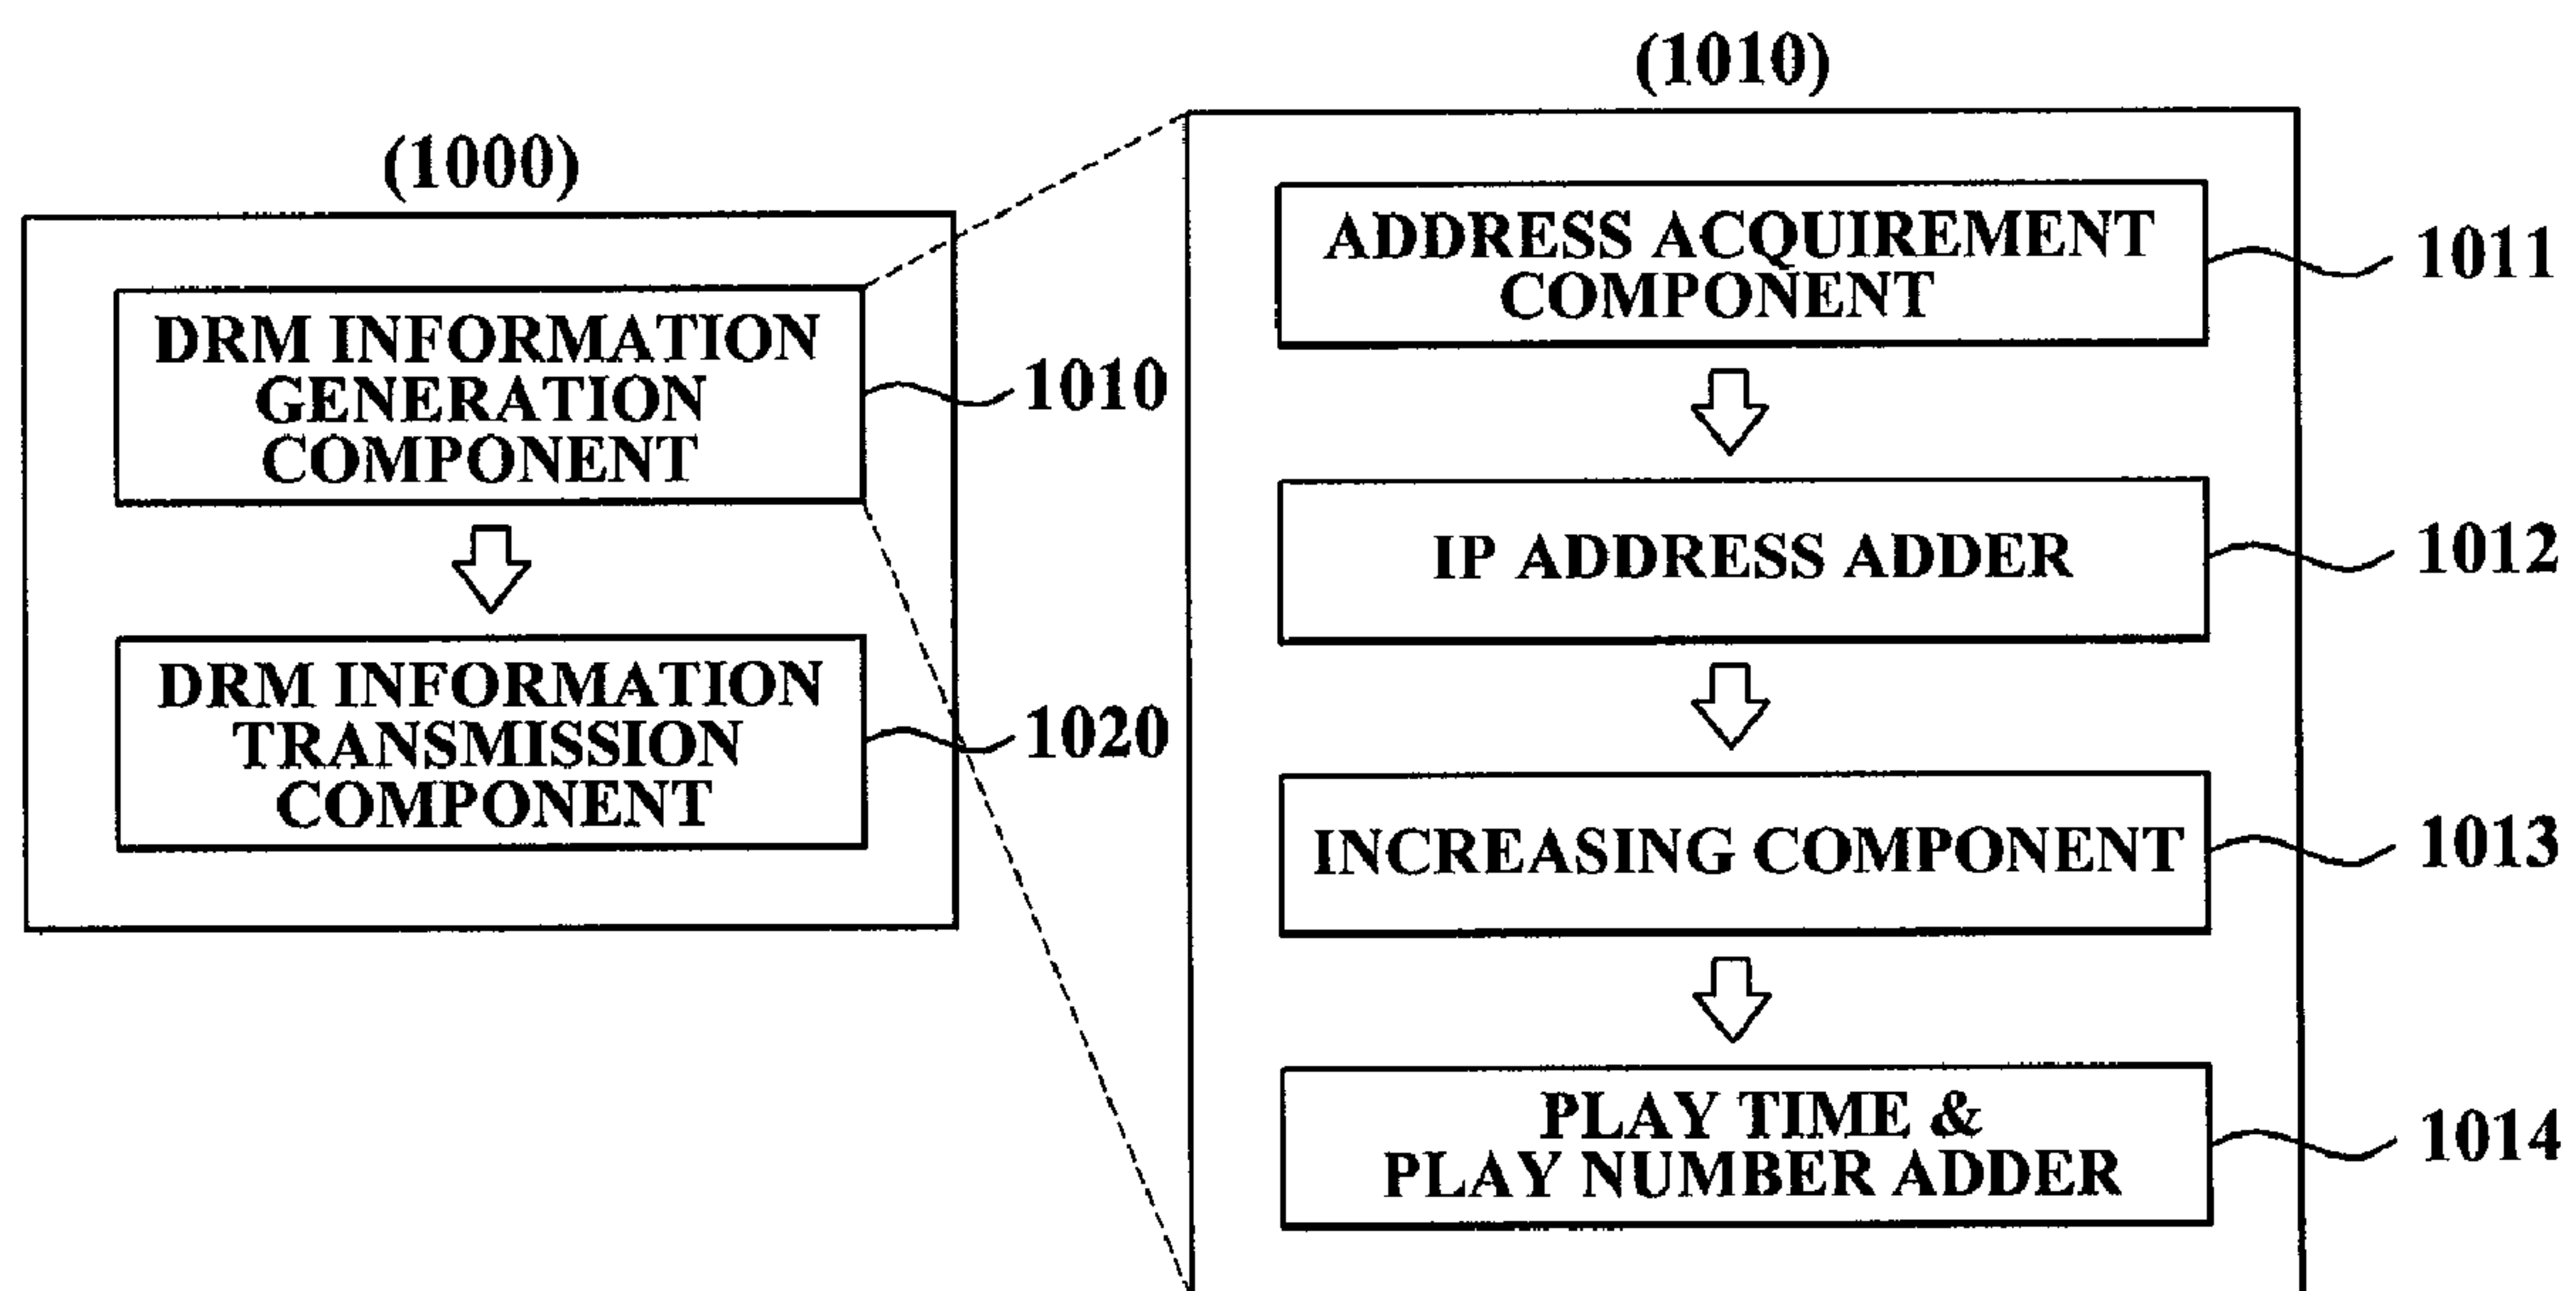 (1000)
DRM INFORMATION
GENERATION
COMPONENT
1010
DRM INFORMATION
TRANSMISSION
COMPONENT
1020
(1010)
ADDRESS ACQUIREMENT
COMPONENT
1011
IP ADDRESS ADDER
1012
INCREASING COMPONENT
1013
PLAY TIME &
PLAY NUMBER ADDER
1014